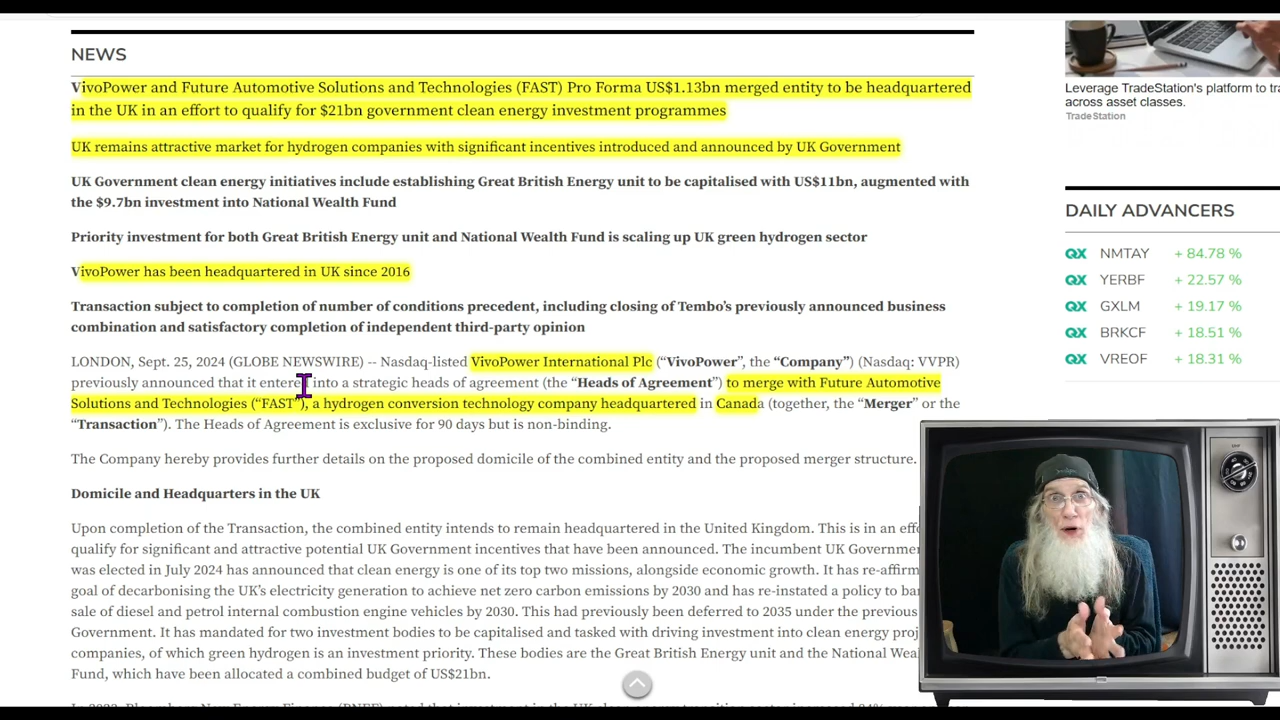 NEWS
VivoPower and Future Automotive Solutions and Technologies (FAST) Pro Forma US$1.13bn merged entity to be headquartered
in the UK in an effort to qualify for $21bn government clean energy investment programmes
UK remains attractive market for hydrogen companies with significant incentives introduced and announced by UK Government
UK Government clean energy initiatives include establishing Great British Energy unit to be capitalised with US$11bn, augmented with
the $9.7bn investment into National Wealth Fund
Priority investment for both Great British Energy unit and National Wealth Fund is scaling up UK green hydrogen sector
VivoPower has been headquartered in UK since 2016
Transaction subject to completion of number of conditions precedent, including closing of Tembo's previously announced business
combination and satisfactory completion of independent third-party opinion
LONDON, Sept. 25, 2024 (GLOBE NEWSWIRE) -- Nasdaq-listed VivoPower International Plc (“VivoPower”, the “Company”) (Nasdaq: VVPR)
previously announced that it entered into a strategic heads of agreement (the “Heads of Agreement”) to merge with Future Automotive
Solutions and Technologies (“FAST”), a hydrogen conversion technology company headquartered in Canada (together, the “Merger” or the
“Transaction”). The Heads of Agreement is exclusive for 90 days but is non-binding.
The Company hereby provides further details on the proposed domicile of the combined entity and the proposed merger structure.
Domicile and Headquarters in the UK
Upon completion of the Transaction, the combined entity intends to remain headquartered in the United Kingdom. This is in an
qualify for significant and attractive potential UK Government incentives that have been announced. The incumbent UK
was elected in July 2024 has announced that clean energy is one of its top two missions, alongside economic growth. It has
goal of decarbonising the UK's electricity generation to achieve net zero carbon emissions by 2030 and has re-instated a policy to
sale of diesel and petrol internal combustion engine vehicles by 2030. This had previously been deferred to 2035 under the previous
Government. It has mandated for two investment bodies to be capitalised and tasked with driving investment into clean energy
companies, of which green hydrogen is an investment priority. These bodies are the Great British Energy unit and the National
Fund, which have been allocated a combined budget of US$21bn.
Leverage TradeStation's platform to
across asset classes.
TradeStation
DAILY ADVANCERS
QX NMTAY + 84.78 %
QX YERBF + 22.57 %
QX GXLM + 19.17 %
QX BRKCF + 18.51 %
QX VREOF + 18.31 %